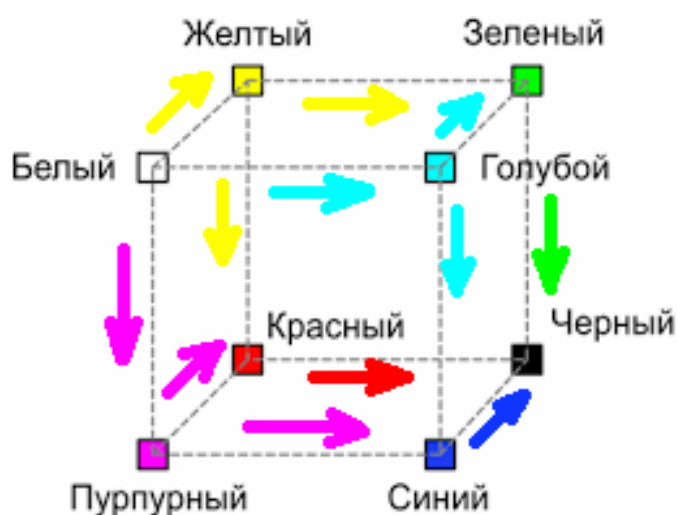 Желтый
Зеленый
Белый
Голубой
Красный
Черный
Пурпурный
Синий